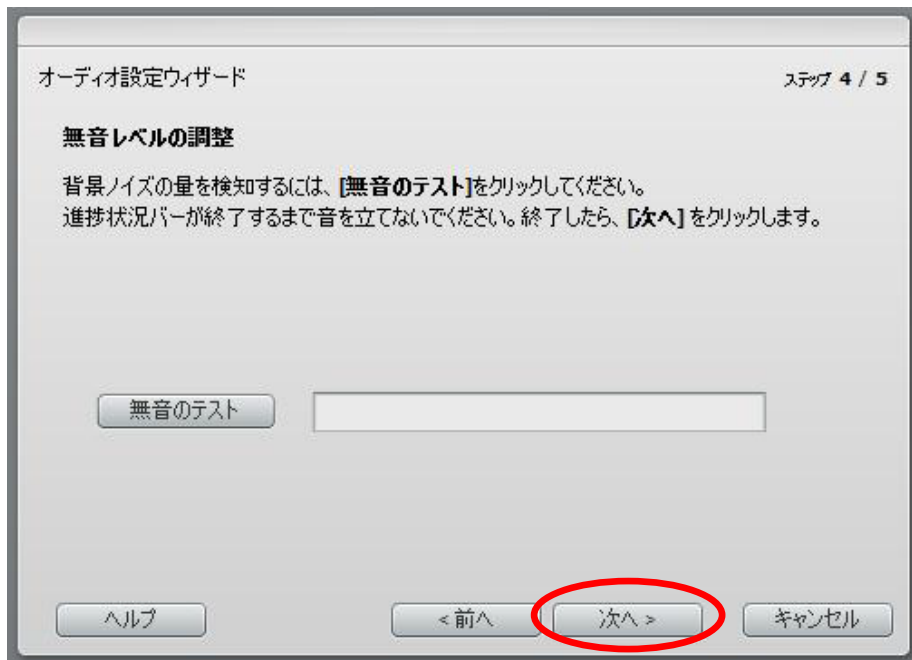 オーディオ設定ウィザード
ステップ 4 / 5
無音レベルの調整
背景ノイズの量を検知するには、[無音のテスト]をクリックしてください。
進捗状況バーが終了するまで音を立てないでください。終了したら、[次へ] をクリックします。
無音のテスト
ヘルプ
< 前へ
次へ >
キャンセル